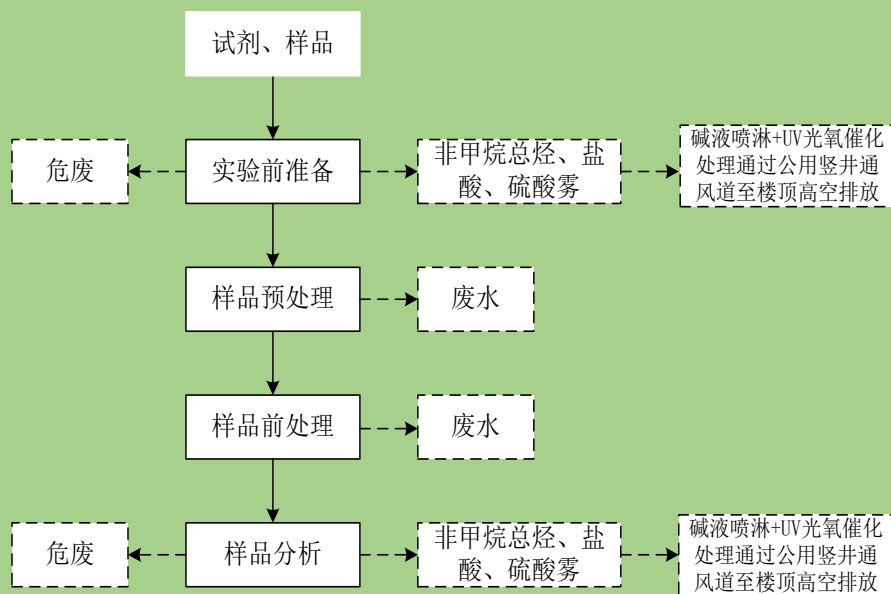 试剂、样品
危废
实验前准备
非甲烷总烃、盐
酸、硫酸雾
碱液喷淋+UV光氧催化
处理通过公用竖井通
风道至楼顶高空排放
样品预处理
废水
样品前处理
废水
危废
样品分析
非甲烷总烃、盐
酸、硫酸雾
碱液喷淋+UV光氧催化
处理通过公用竖井通
风道至楼顶高空排放